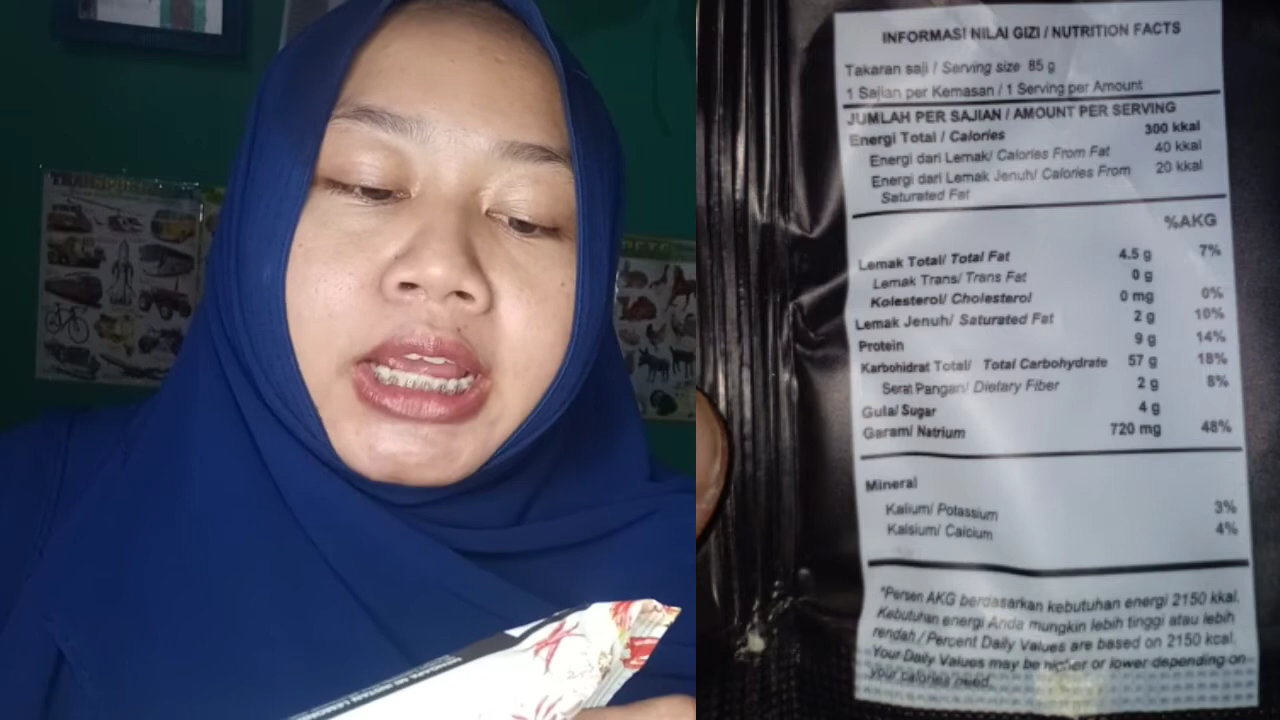 TRANSPORT
PETS
INFORMASI NILAI GIZI / NUTRITION FACTS
Takaran saji / Serving size 85 g
1 Sajian per Kemasan / 1 Serving per Amount
JUMLAH PER SAJIAN / AMOUNT PER SERVING
Energi Total / Calories 300 kkal
Energi dari Lemak/ Calories From Fat 40 kkal
Energi dari Lemak Jenuh/ Calories From 20 kkal
Saturated Fat
%AKG
Lemak Total/ Total Fat 4.5 g 7%
Lemak Trans/ Trans Fat 0 g
Kolesterol/ Cholesterol 0 mg 0%
Lemak Jenuh/ Saturated Fat 2 g 10%
Protein 9 g 14%
Karbohidrat Total/ Total Carbohydrate 57 g 18%
Serat Pangan/ Dietary Fiber 2 g 8%
Gula/ Sugar 4 g
Garam/ Natrium 720 mg 48%
Mineral
Kalium/ Potassium 3%
Kalsium/ Calcium 4%
*Persen AKG berdasarkan kebutuhan energi 2150 kkal.
Kebutuhan energi Anda mungkin lebih tinggi atau lebih
rendah / Percent Daily Values are based on 2150 kcal.
Your Daily Values may be higher or lower depending on
your calories need.